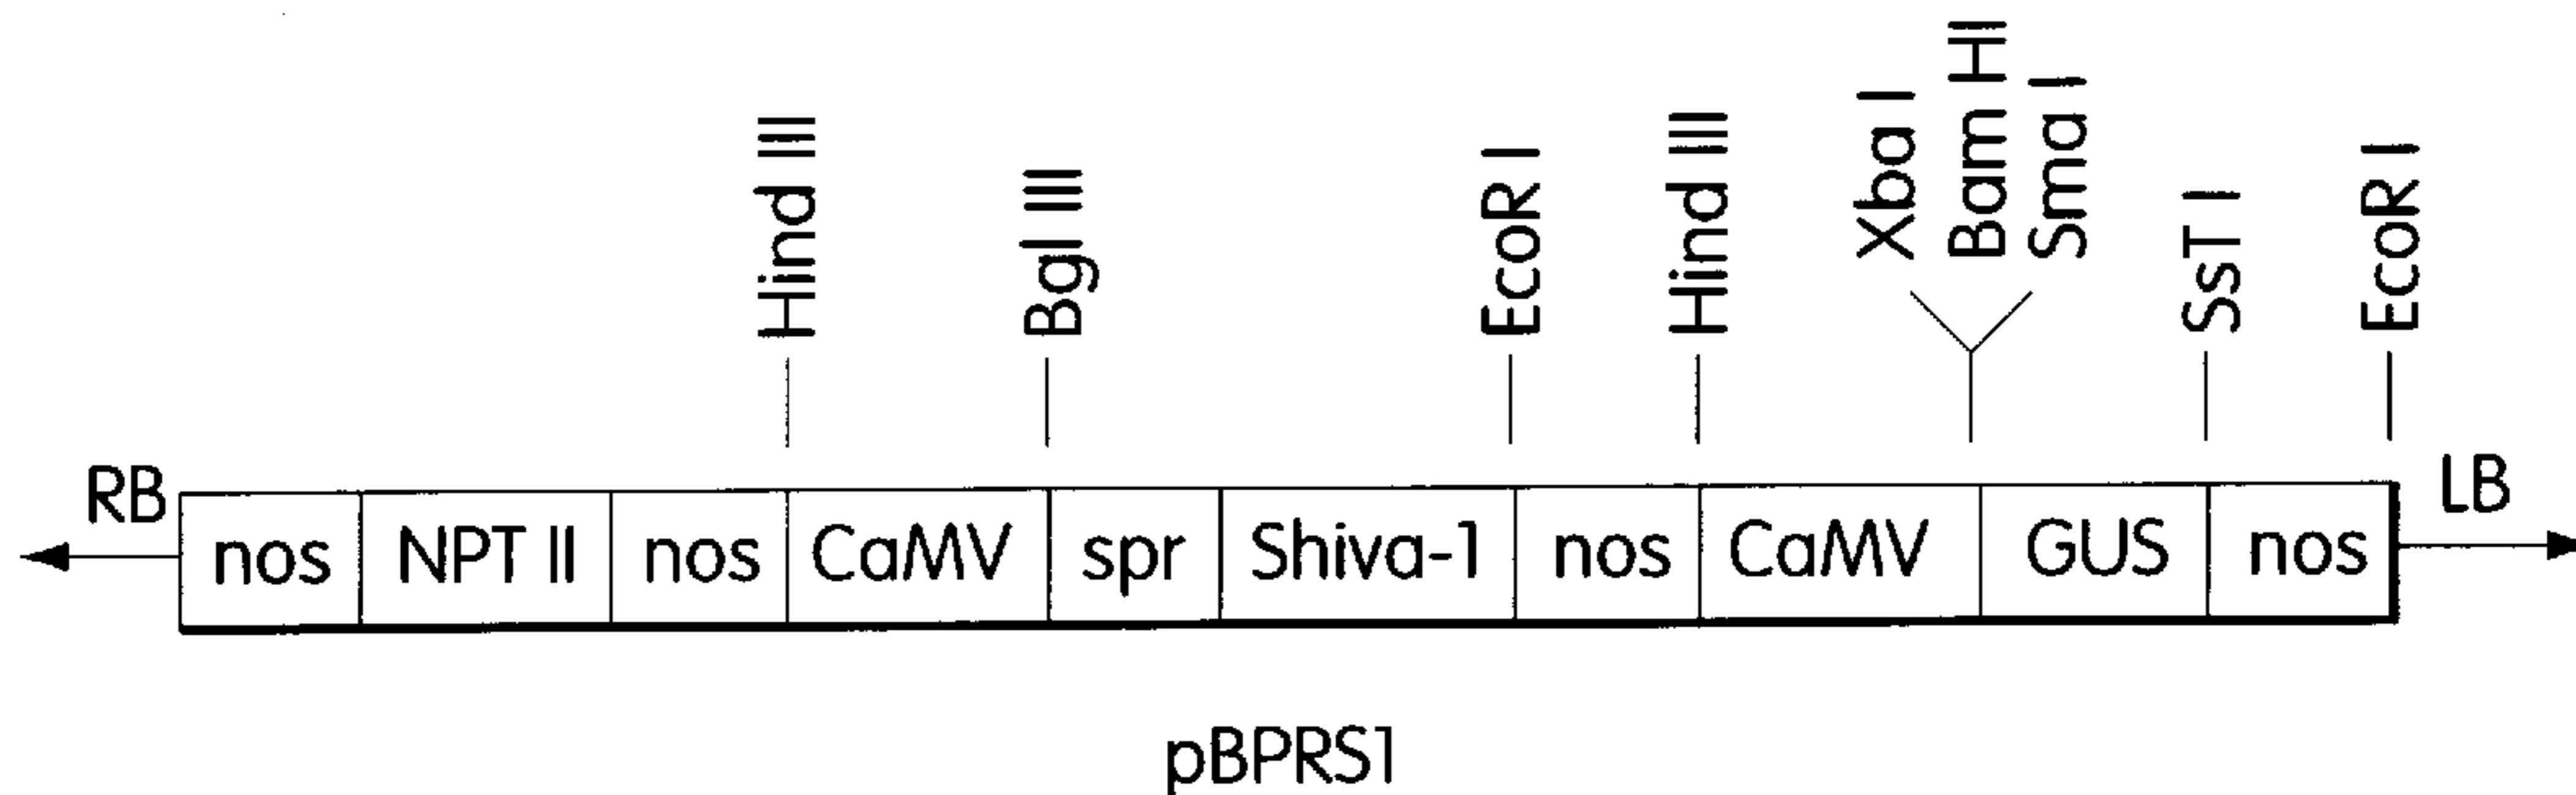 Hind III
Bgl III
EcoR I
Hind III
Xba I
Bam HI
Sma I
SsT I
EcoR I
RB
nos
NPT II
nos
CaMV
spr
Shiva-1
nos
CaMV
GUS
nos
LB
pBPRS1